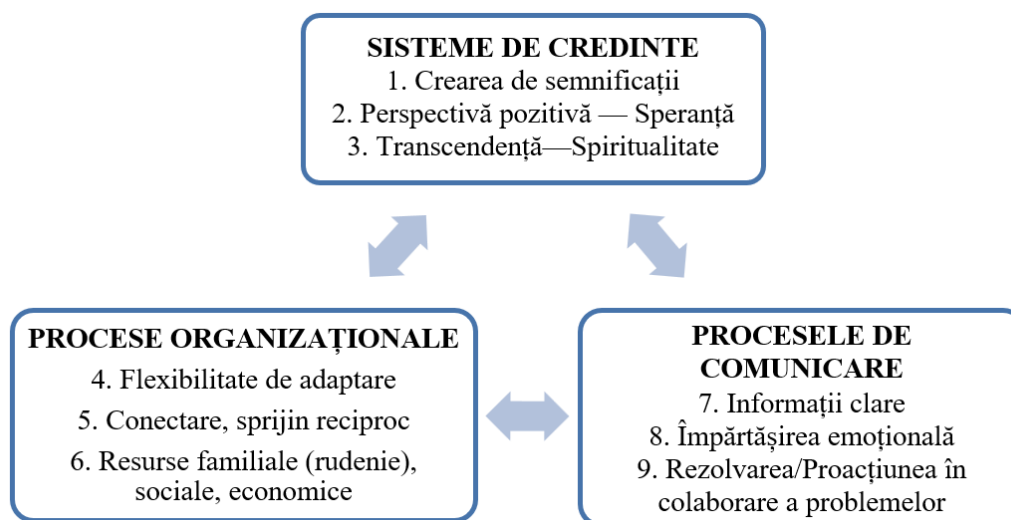 SISTEME DE CREDINTE
1. Crearea de semnificații
2. Perspectivă pozitivă — Speranță
3. Transcendență—Spiritualitate
PROCESE ORGANIZAȚIONALE
4. Flexibilitate de adaptare
5. Conectare, sprijin reciproc
6. Resurse familiale (rudenie),
sociale, economice
PROCESELE DE
COMUNICARE
7. Informații clare
8. Împărtășirea emoțională
9. Rezolvarea/Proacțiunea în
colaborare a problemelor